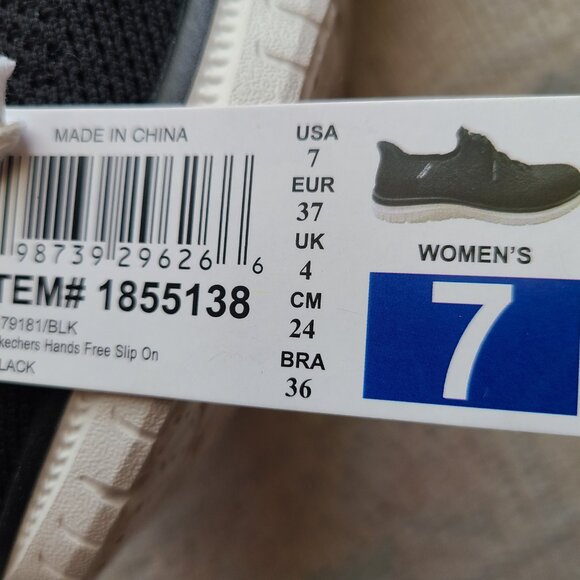 MADE IN CHINA
98739 29626 6
TEM# 1855138
79181/BLK
kechers Hands Free Slip On
LACK
USA
7
EUR
37
UK
4
CM
24
BRA
36
WOMEN'S
7